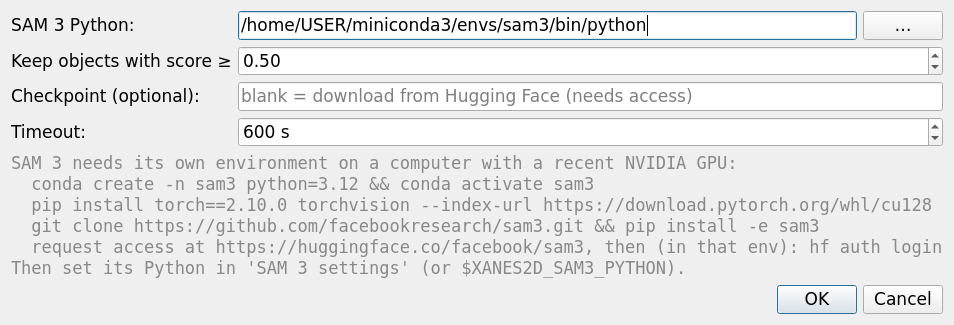 SAM 3 Python: /home/USER/miniconda3/envs/sam3/bin/python ...
Keep objects with score ≥ 0.50
Checkpoint (optional): blank = download from Hugging Face (needs access)
Timeout: 600 s
SAM 3 needs its own environment on a computer with a recent NVIDIA GPU:
  conda create -n sam3 python=3.12 && conda activate sam3
  pip install torch==2.10.0 torchvision --index-url https://download.pytorch.org/whl/cu128
  git clone https://github.com/facebookresearch/sam3.git && pip install -e sam3
  request access at https://huggingface.co/facebook/sam3, then (in that env): hf auth login
Then set its Python in 'SAM 3 settings' (or $XANES2D_SAM3_PYTHON).
OK Cancel